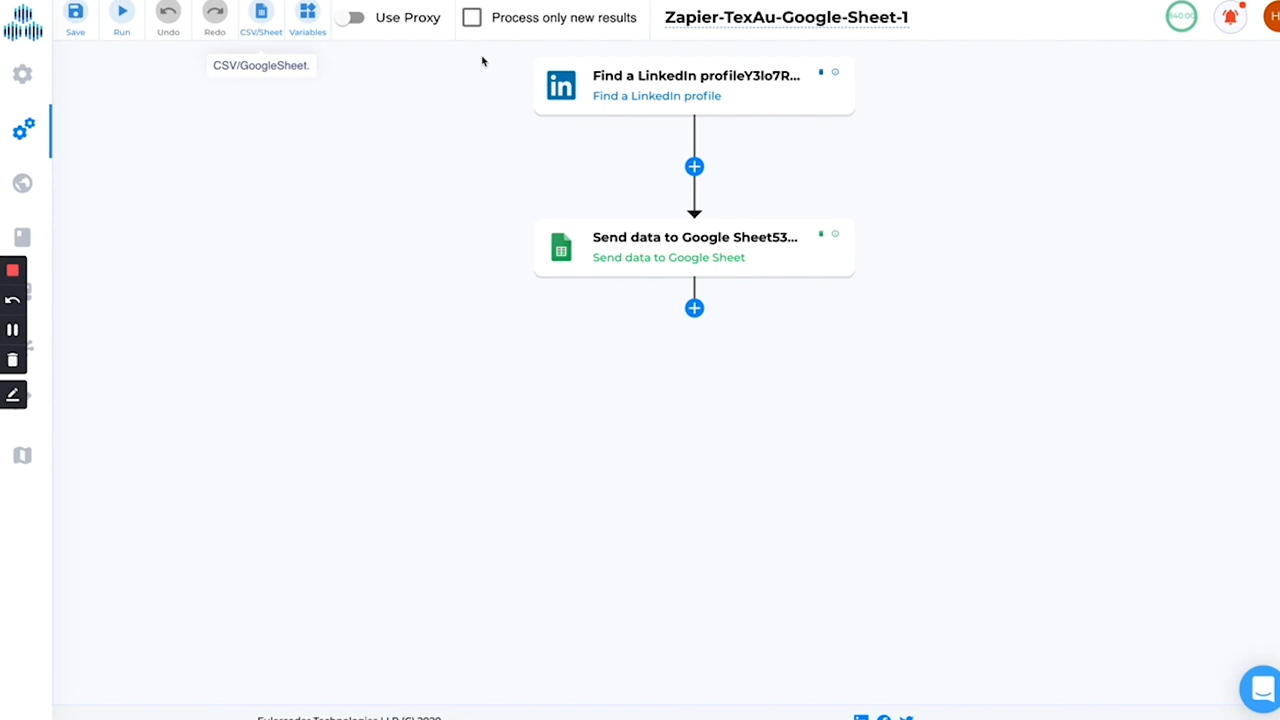 Save
Run
Undo
Redo
CSV/Sheet
Variables
Use Proxy
Process only new results
Zapier-TexAu-Google-Sheet-1
H
CSV/GoogleSheet.
in
Find a LinkedIn profileY3lo7R...
Find a LinkedIn profile
Send data to Google Sheet53...
Send data to Google Sheet